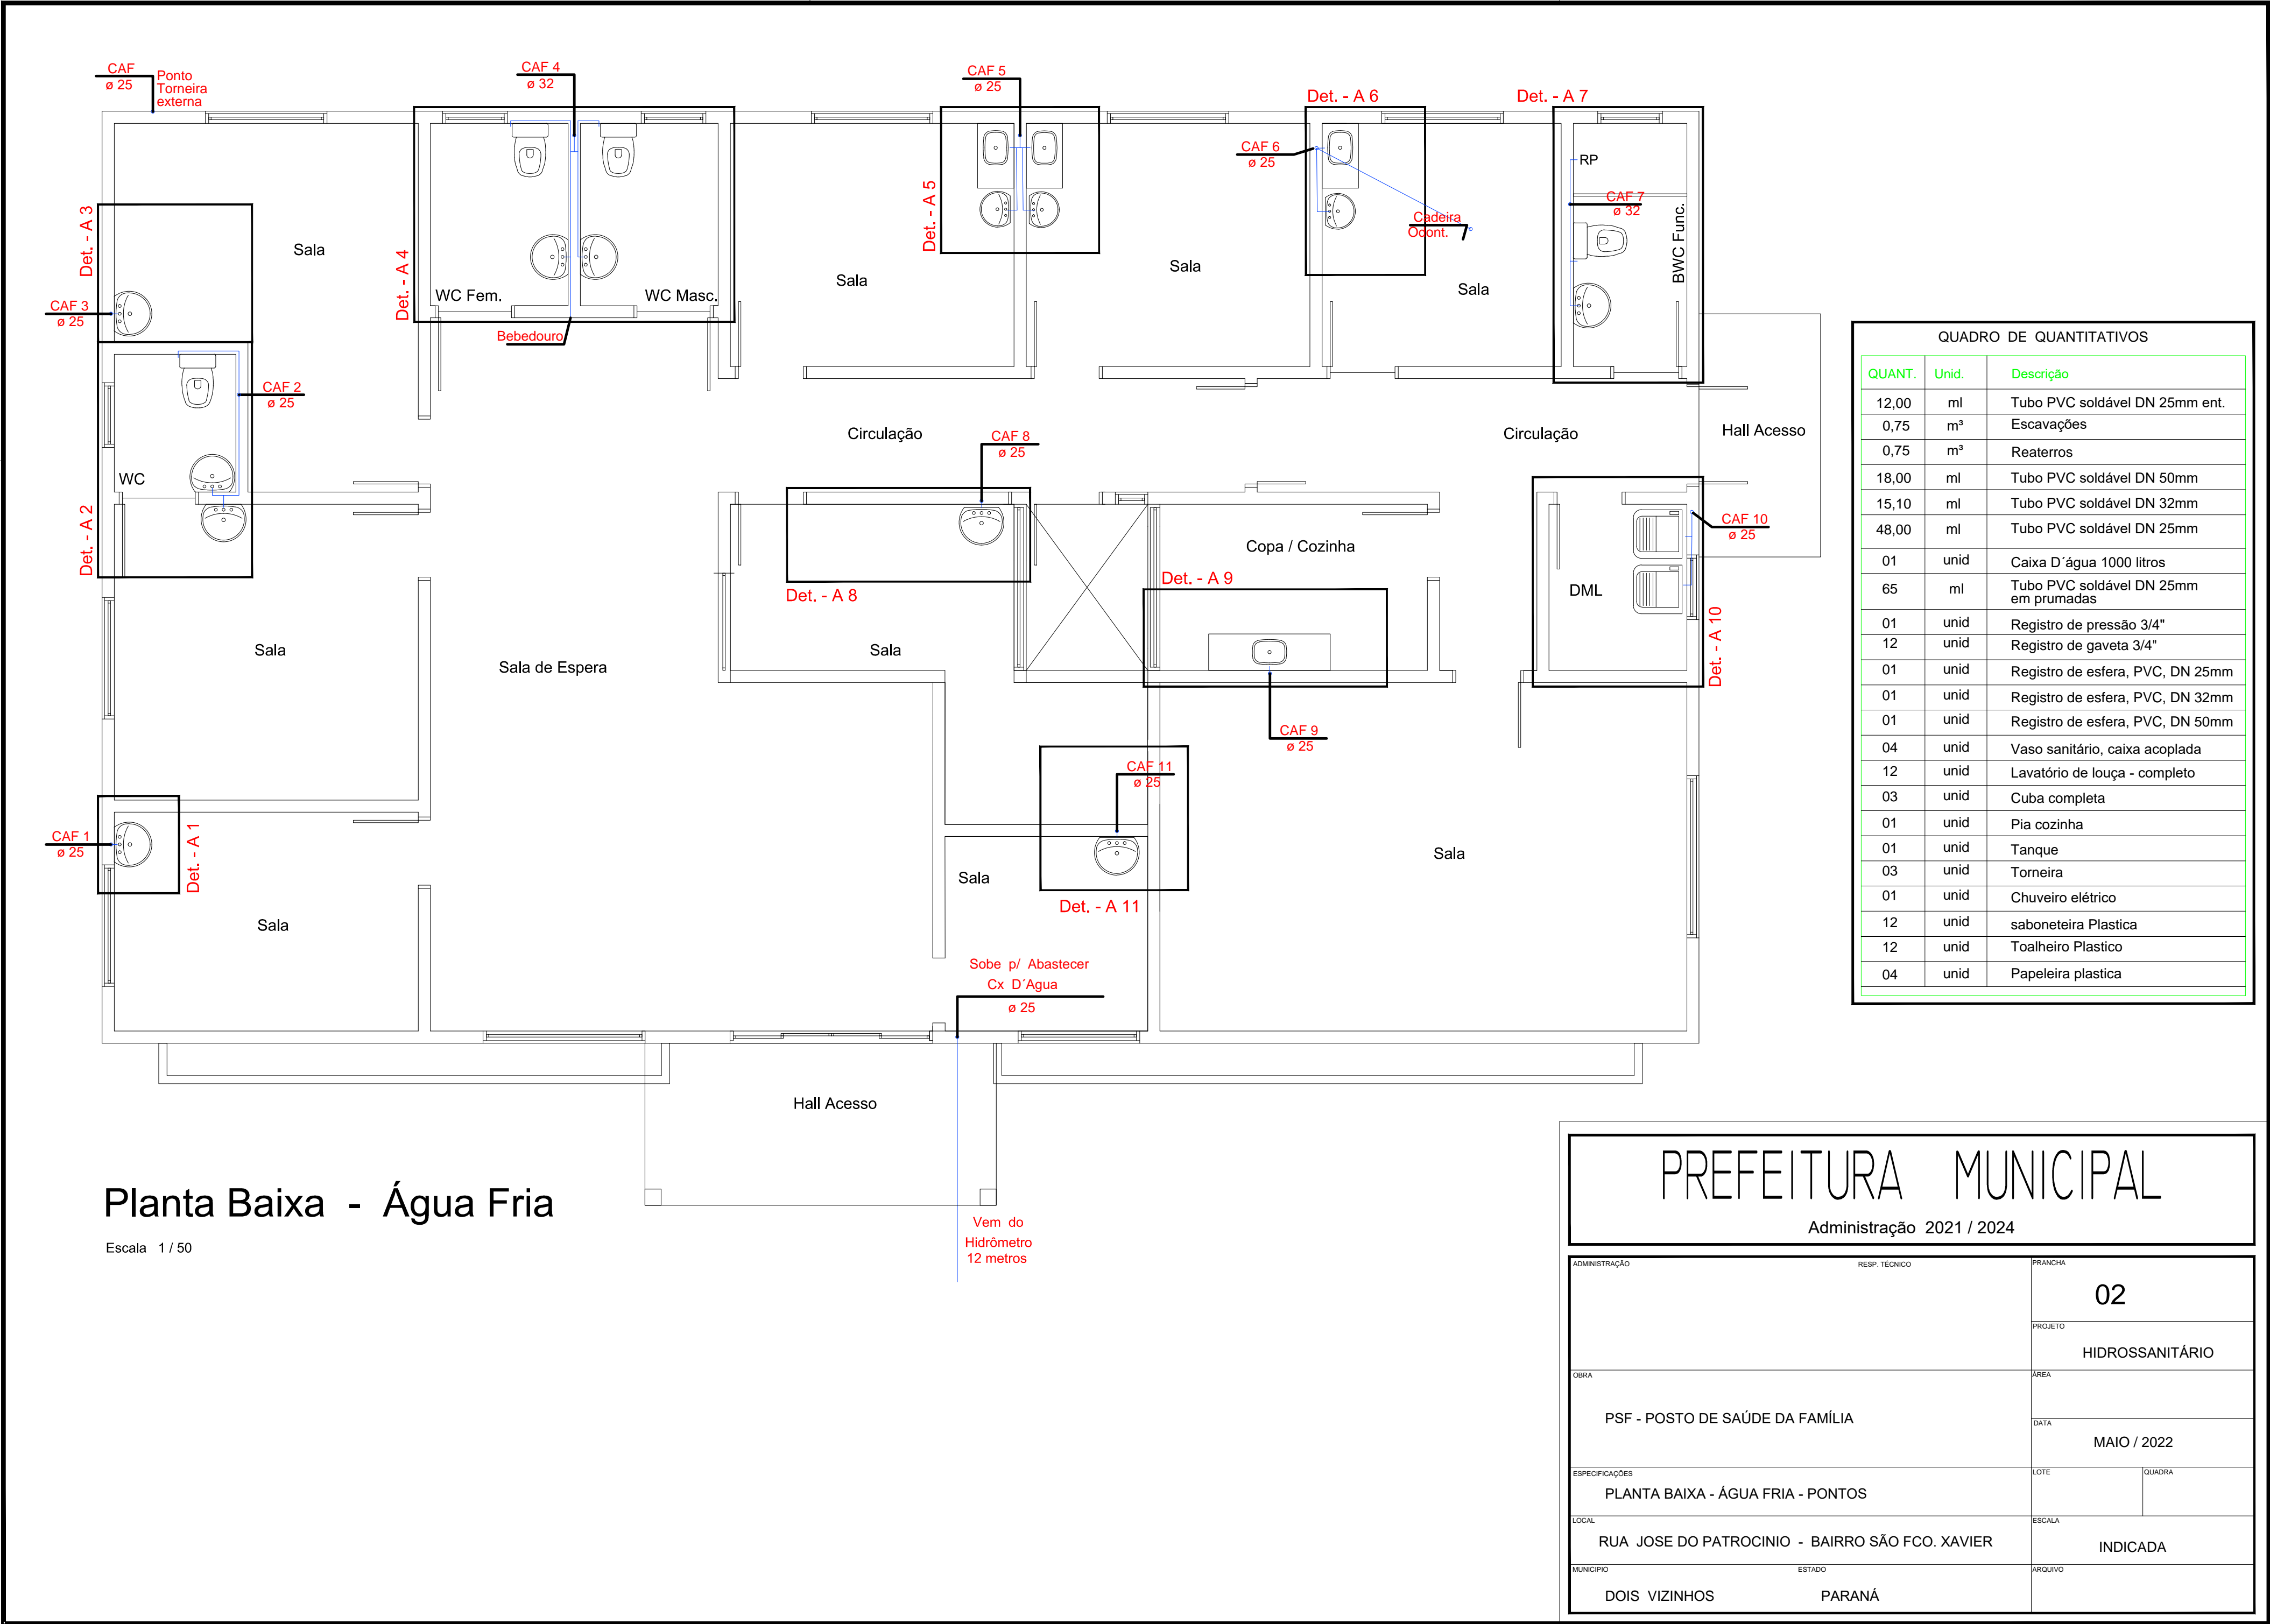 CAF
ø 25
Ponto
Torneira
externa
CAF 4
ø 32
CAF 5
ø 25
Det. - A 6
Det. - A 7
CAF 6
ø 25
RP
CAF 7
ø 32
Cadeira
Odont.
BWC Func.
Det. - A 3
Sala
Det. - A 4
WC Fem.
WC Masc.
Det. - A 5
Sala
Sala
Sala
CAF 3
ø 25
Bebedouro
CAF 2
ø 25
WC
Det. - A 2
Circulação
CAF 8
ø 25
Circulação
Hall Acesso
CAF 10
ø 25
Copa / Cozinha
Det. - A 9
DML
Det. - A 10
Det. - A 8
Sala
Sala de Espera
Sala
CAF 9
ø 25
CAF 11
ø 25
CAF 1
ø 25
Det. - A 1
Sala
Sala
Det. - A 11
Sala
Sobe p/ Abastecer
Cx D´Agua
ø 25
Hall Acesso
Vem do
Hidrômetro
12 metros
Planta Baixa - Água Fria
Escala 1 / 50
QUADRO DE QUANTITATIVOS
QUANT. Unid. Descrição
12,00 ml Tubo PVC soldável DN 25mm ent.
0,75 m³ Escavações
0,75 m³ Reaterros
18,00 ml Tubo PVC soldável DN 50mm
15,10 ml Tubo PVC soldável DN 32mm
48,00 ml Tubo PVC soldável DN 25mm
01 unid Caixa D´água 1000 litros
65 ml Tubo PVC soldável DN 25mm
em prumadas
01 unid Registro de pressão 3/4"
12 unid Registro de gaveta 3/4"
01 unid Registro de esfera, PVC, DN 25mm
01 unid Registro de esfera, PVC, DN 32mm
01 unid Registro de esfera, PVC, DN 50mm
04 unid Vaso sanitário, caixa acoplada
12 unid Lavatório de louça - completo
03 unid Cuba completa
01 unid Pia cozinha
01 unid Tanque
03 unid Torneira
01 unid Chuveiro elétrico
12 unid saboneteira Plastica
12 unid Toalheiro Plastico
04 unid Papeleira plastica
PREFEITURA MUNICIPAL
Administração 2021 / 2024
ADMINISTRAÇÃO RESP. TÉCNICO
PRANCHA
02
PROJETO
HIDROSSANITÁRIO
OBRA
PSF - POSTO DE SAÚDE DA FAMÍLIA
ÁREA
DATA
MAIO / 2022
ESPECIFICAÇÕES
PLANTA BAIXA - ÁGUA FRIA - PONTOS
LOTE QUADRA
LOCAL
RUA JOSE DO PATROCINIO - BAIRRO SÃO FCO. XAVIER
ESCALA
INDICADA
MUNICIPIO ESTADO
DOIS VIZINHOS PARANÁ
ARQUIVO